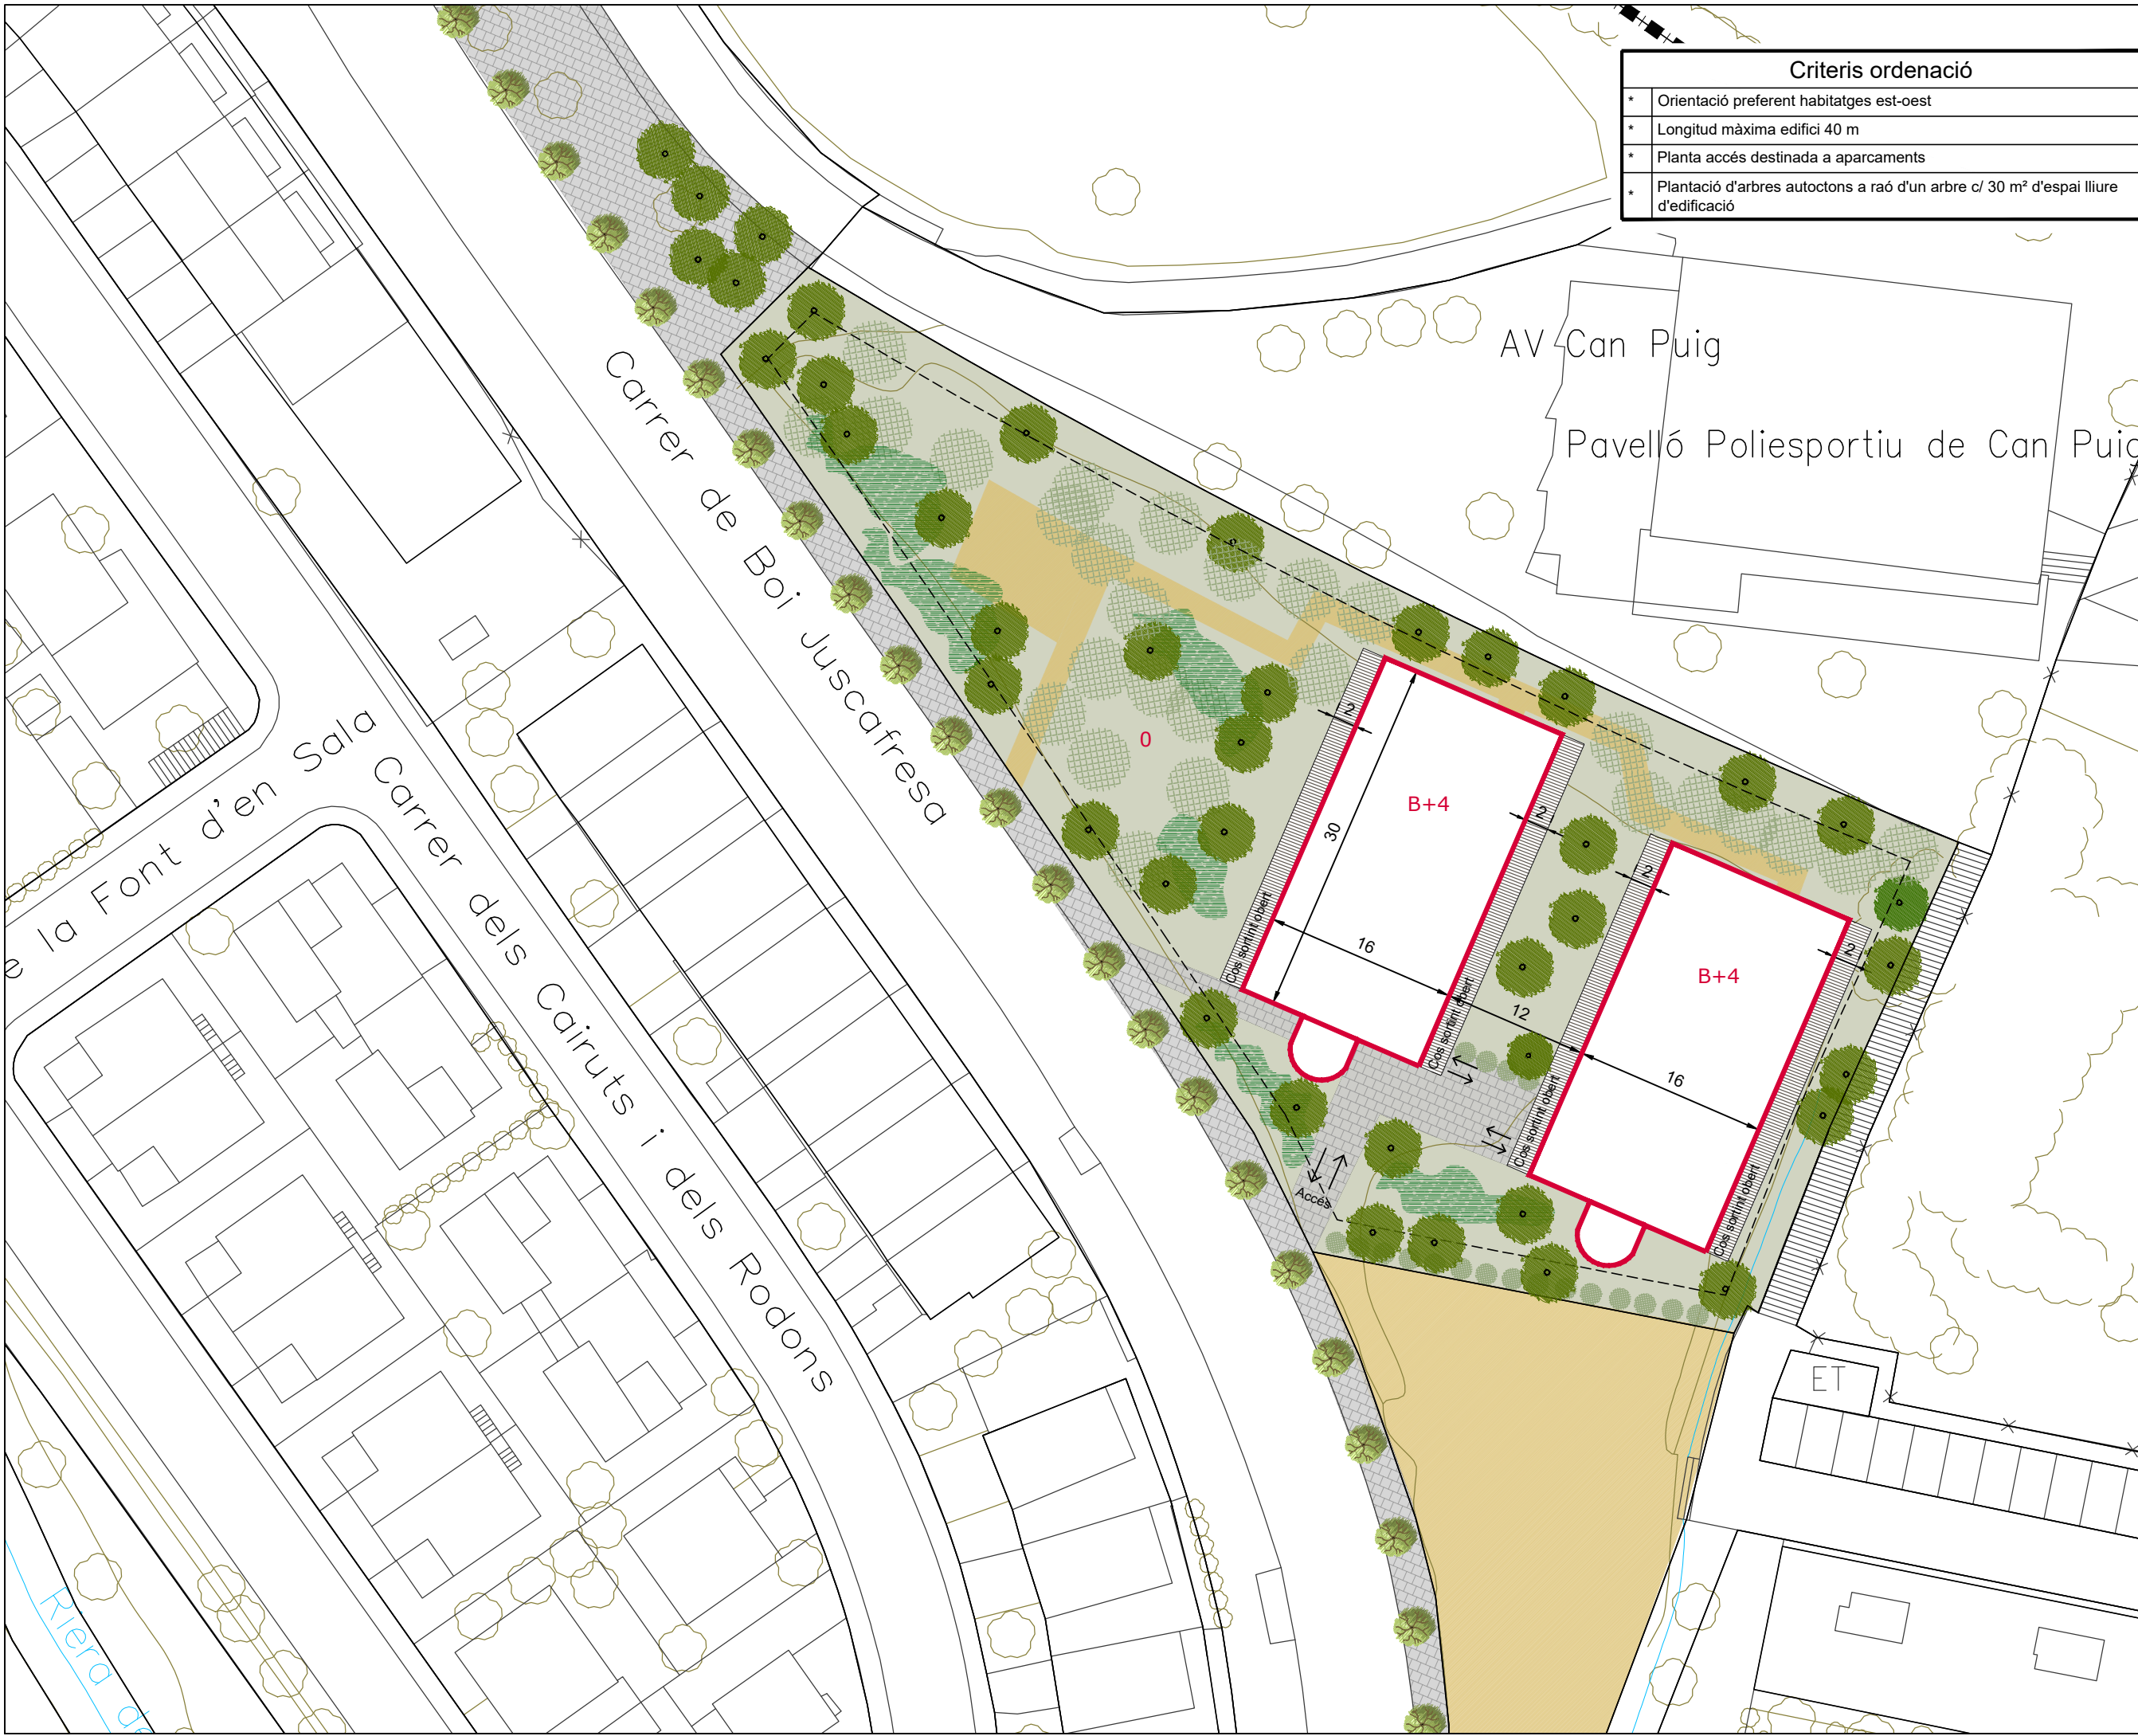 Criteris ordenació
* Orientació preferent habitatges est-oest
* Longitud màxima edifici 40 m
* Planta accés destinada a aparcaments
* Plantació d'arbres autoctons a raó d'un arbre c/ 30 m² d'espai lliure
d'edificació
AV Can Puig
Pavelló Poliesportiu de Can Puig
Carrer de Boi Juscafresa
e la Font d'en Sala
Carrer dels Cairuts i dels Rodons
0
2
B+4
30
2
2
16
Cos sortint obert
Cos sortint obert
12
B+4
2
16
Cos sortint obert
Cos sortint obert
Accés
ET
Riera de